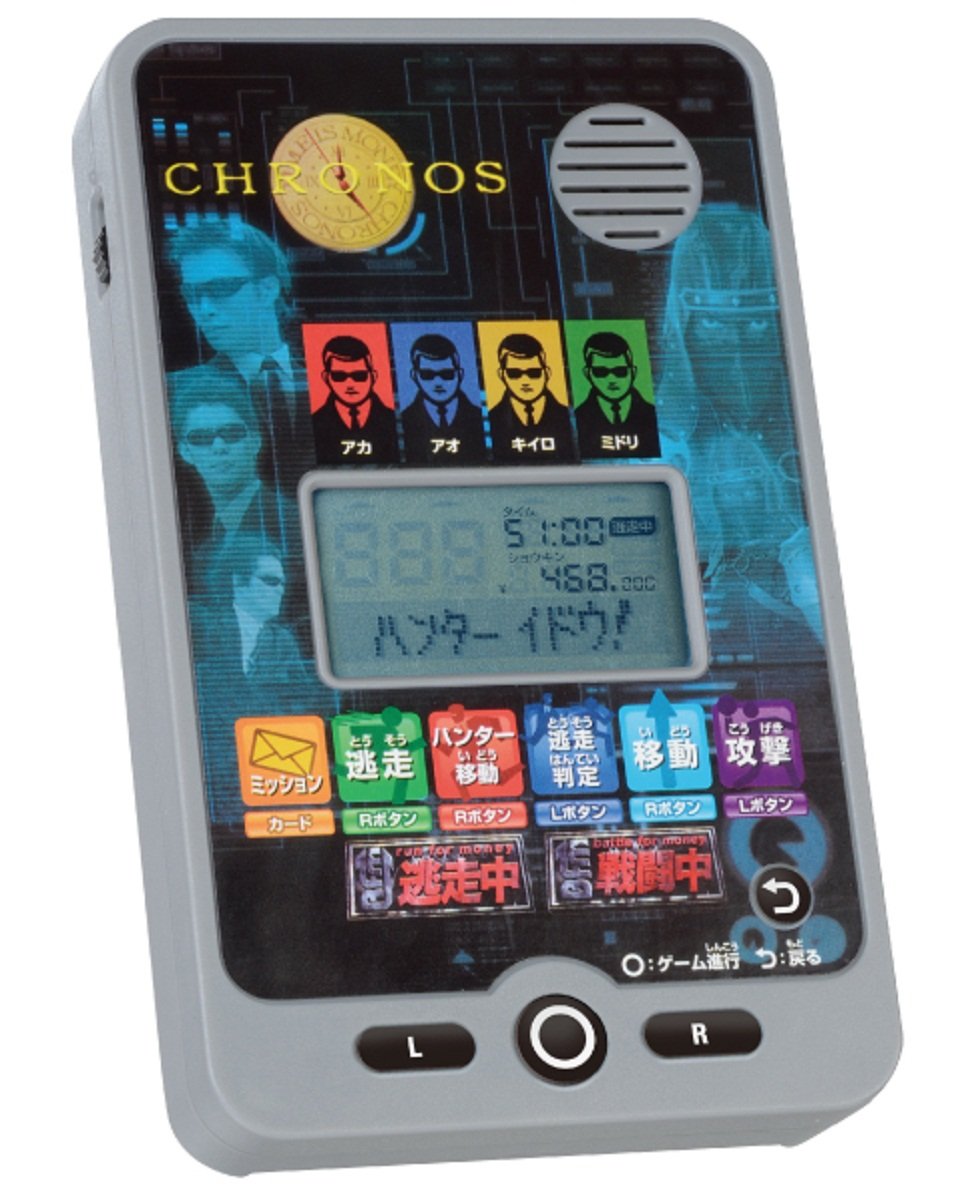 CHRONOS
TIME IS MONEY
CHRONOS
アカ
アオ
キイロ
ミドリ
タイム
51:00 逃走中
ショウキン
¥468.000
ハンター イドウ!
ミッション
とうそう
逃走
ハンター
いどう
移動
とうそう
逃走
はんてい
判定
いどう
移動
こうげき
攻撃
カード
Rボタン
Rボタン
Lボタン
Rボタン
Lボタン
run for money
逃走中
battle for money
戦闘中
しんこう
○:ゲーム進行
もど
⮌:戻る
L
R